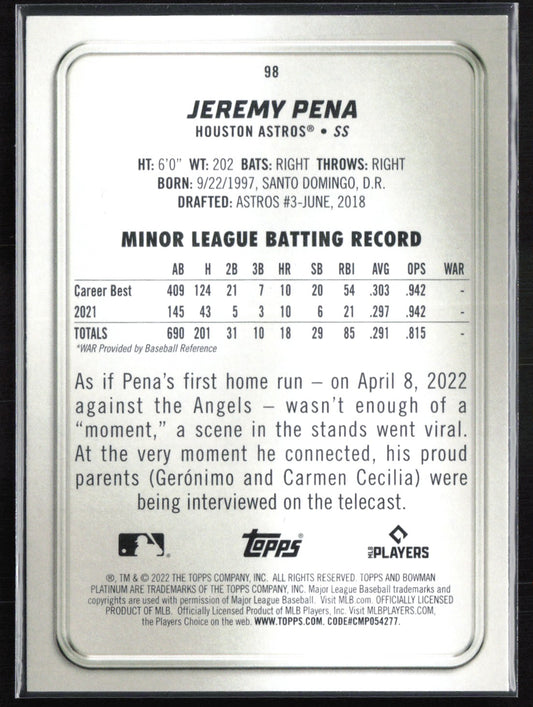 98
JEREMY PENA
HOUSTON ASTROS® • SS
HT: 6'0" WT: 202 BATS: RIGHT THROWS: RIGHT
BORN: 9/22/1997, SANTO DOMINGO, D.R.
DRAFTED: ASTROS #3-JUNE, 2018
MINOR LEAGUE BATTING RECORD
AB H 2B 3B HR SB RBI AVG OPS WAR
Career Best 409 124 21 7 10 20 54 .303 .942 -
2021 145 43 5 3 10 6 21 .297 .942 -
TOTALS 690 201 31 10 18 29 85 .291 .815 -
*WAR Provided by Baseball Reference
As if Pena's first home run – on April 8, 2022
against the Angels – wasn't enough of a
"moment," a scene in the stands went viral.
At the very moment he connected, his proud
parents (Gerónimo and Carmen Cecilia) were
being interviewed on the telecast.
TOPPS®
MLB PLAYERS
®, TM & © 2022 THE TOPPS COMPANY, INC. ALL RIGHTS RESERVED. TOPPS AND BOWMAN
PLATINUM ARE TRADEMARKS OF THE TOPPS COMPANY, INC. Major League Baseball trademarks and
copyrights are used with permission of Major League Baseball. Visit MLB.com. OFFICIALLY LICENSED
PRODUCT OF MLB. Officially Licensed Product of MLB Players, Inc. Visit MLBPLAYERS.COM,
the Players Choice on the web. WWW.TOPPS.COM. CODE#CMP054277.